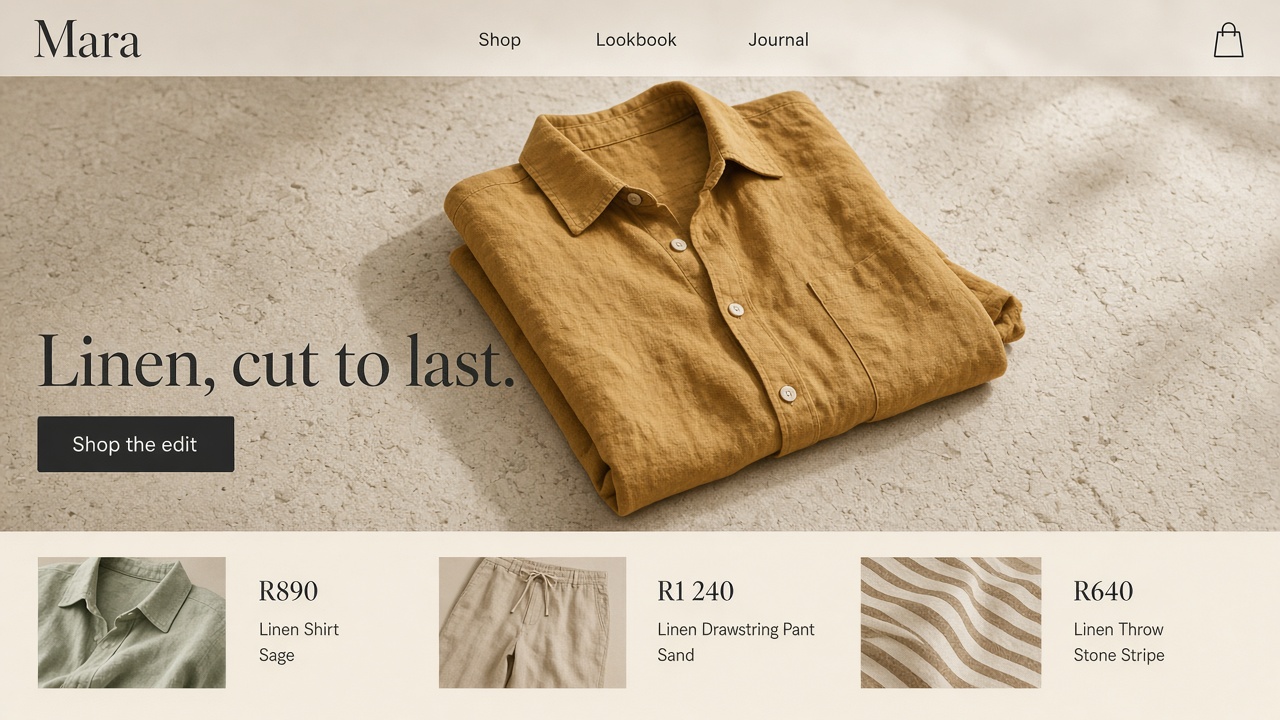 Mara
Shop
Lookbook
Journal
Linen, cut to last.
Shop the edit
R890
Linen Shirt
Sage
R1 240
Linen Drawstring Pant
Sand
R640
Linen Throw
Stone Stripe